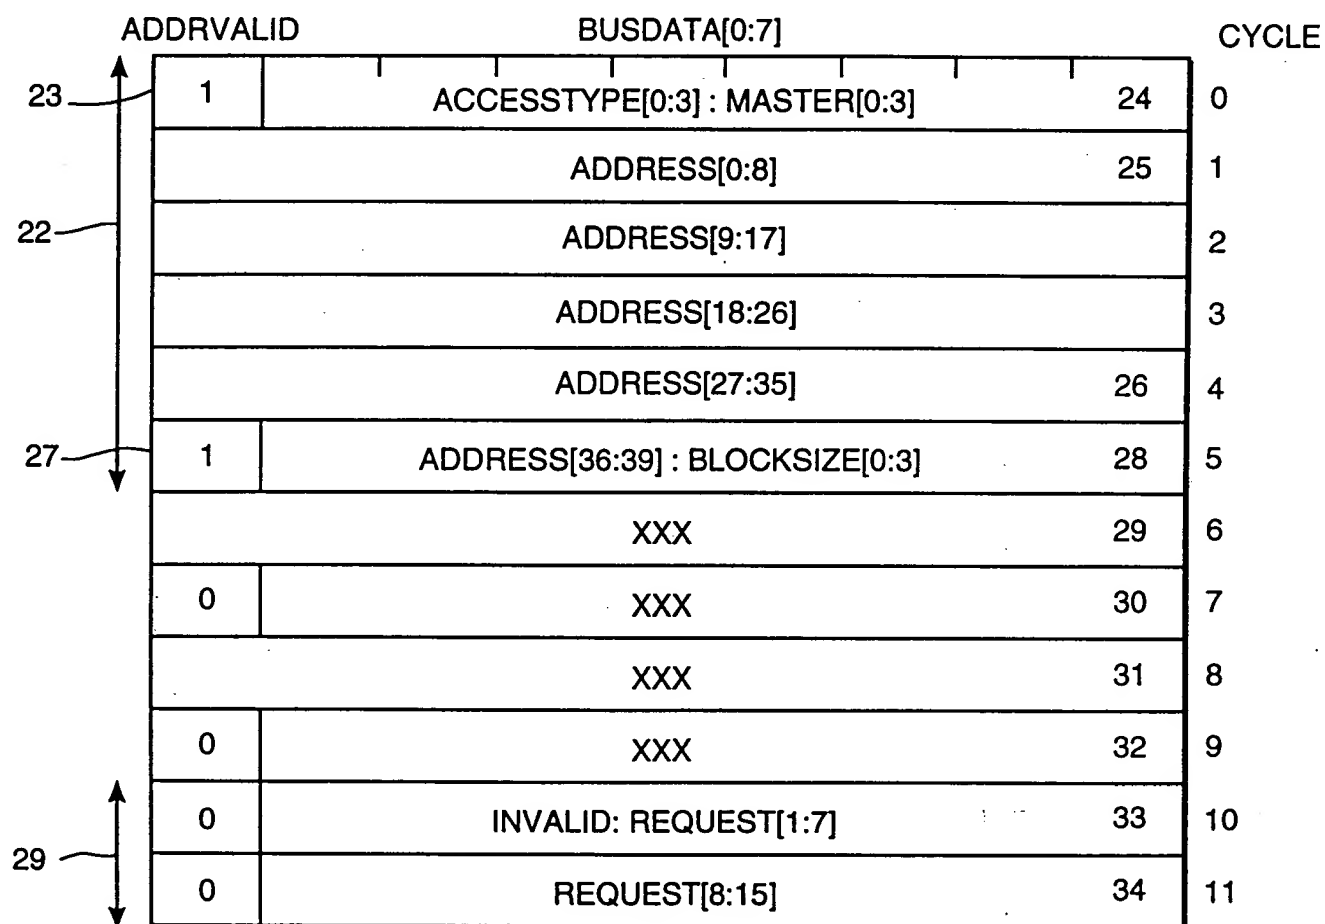 ADDRVALID BUSDATA[0:7] CYCLE
23 1 ACCESSTYPE[0:3] : MASTER[0:3] 24 0
ADDRESS[0:8] 25 1
22 ADDRESS[9:17] 2
ADDRESS[18:26] 3
ADDRESS[27:35] 26 4
27 1 ADDRESS[36:39] : BLOCKSIZE[0:3] 28 5
XXX 29 6
0 XXX 30 7
XXX 31 8
0 XXX 32 9
0 INVALID: REQUEST[1:7] 33 10
29 0 REQUEST[8:15] 34 11